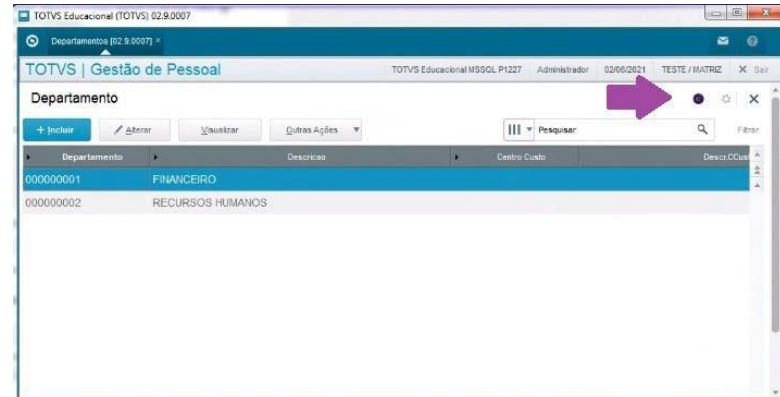 TOTVS Educacional (TOTVS) 02.9.0007
Departamentos [02.9.0007] ×
TOTVS | Gestão de Pessoal TOTVS Educacional MSSQL P1227 Administrador 02/06/2021 TESTE / MATRIZ X Sair
Departamento
+ Incluir Alterar Visualizar Outras Ações Pesquisar Filtrar
Departamento Descricao Centro Custo Descr.CCust
000000001 FINANCEIRO
000000002 RECURSOS HUMANOS